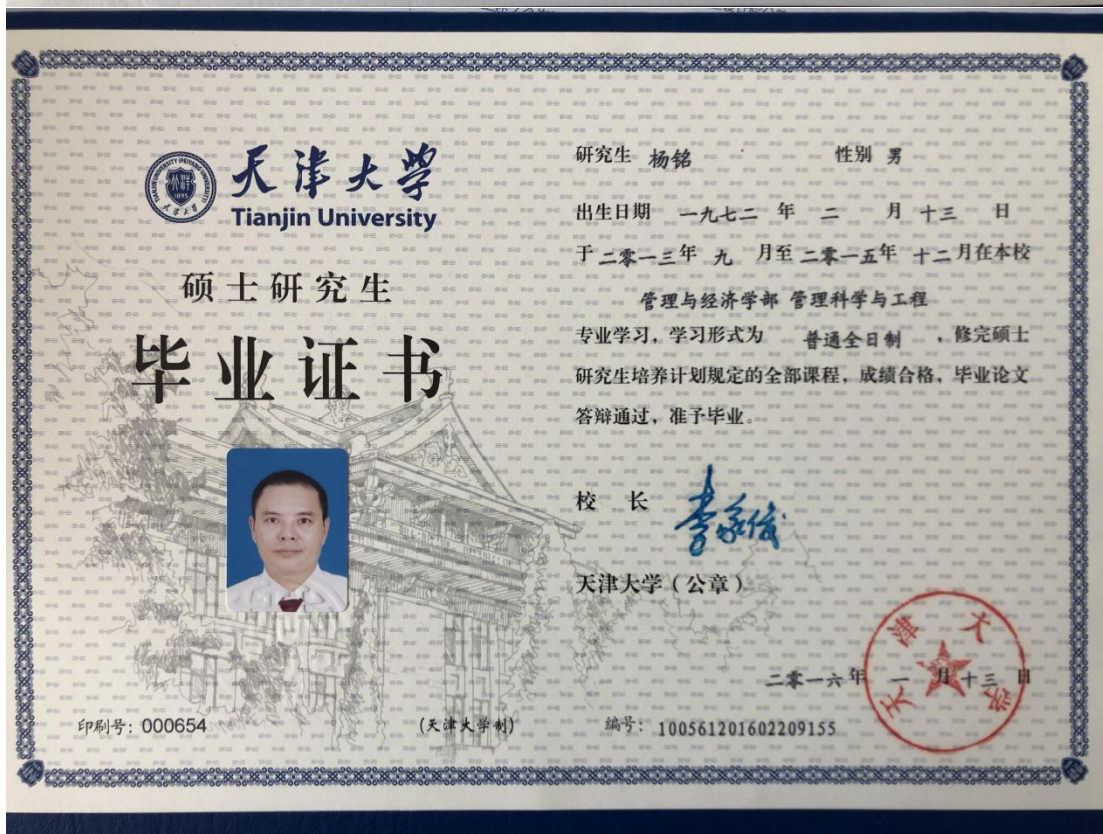 天津大学
Tianjin University
硕士研究生
毕业证书
印刷号：000654
(天津大学制)
研究生 杨铭 性别 男
出生日期 一九七二 年 二 月 十三 日
于 二零一三年 九 月至 二零一五年 十二月在本校
管理与经济学部 管理科学与工程
专业学习，学习形式为 普通全日制 ，修完硕士
研究生培养计划规定的全部课程，成绩合格，毕业论文
答辩通过，准予毕业。
校 长 李家俊
天津大学（公章）
二零一六年 一 月十三 日
天津大学
编号： 100561201602209155